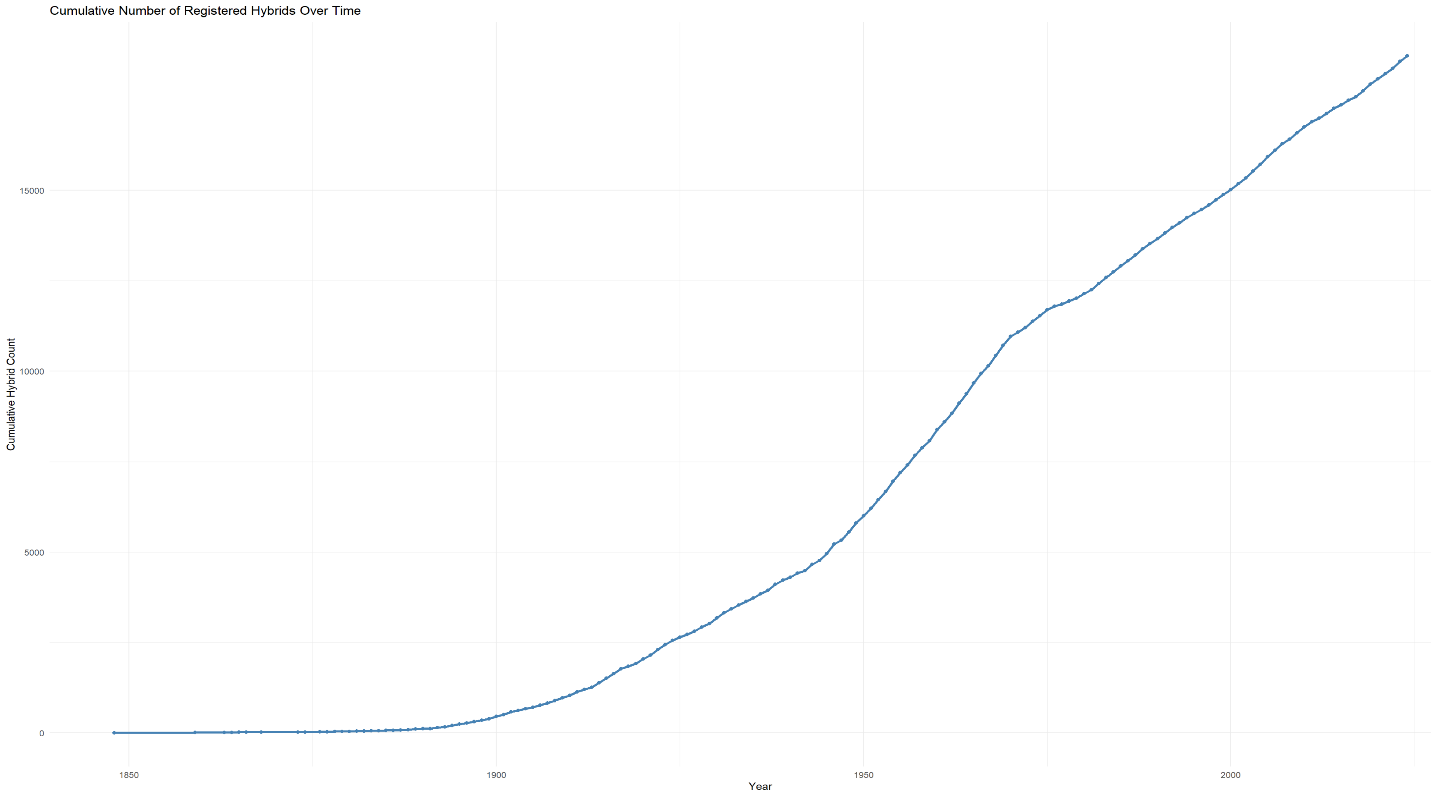 Cumulative Number of Registered Hybrids Over Time
15000
10000
5000
0
Cumulative Hybrid Count
1850
1900
1950
2000
Year